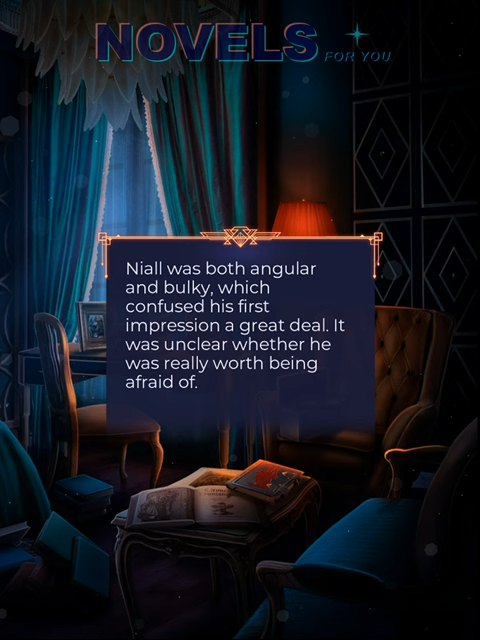 NOVELS
FOR YOU
Niall was both angular
and bulky, which
confused his first
impression a great deal. It
was unclear whether he
was really worth being
afraid of.